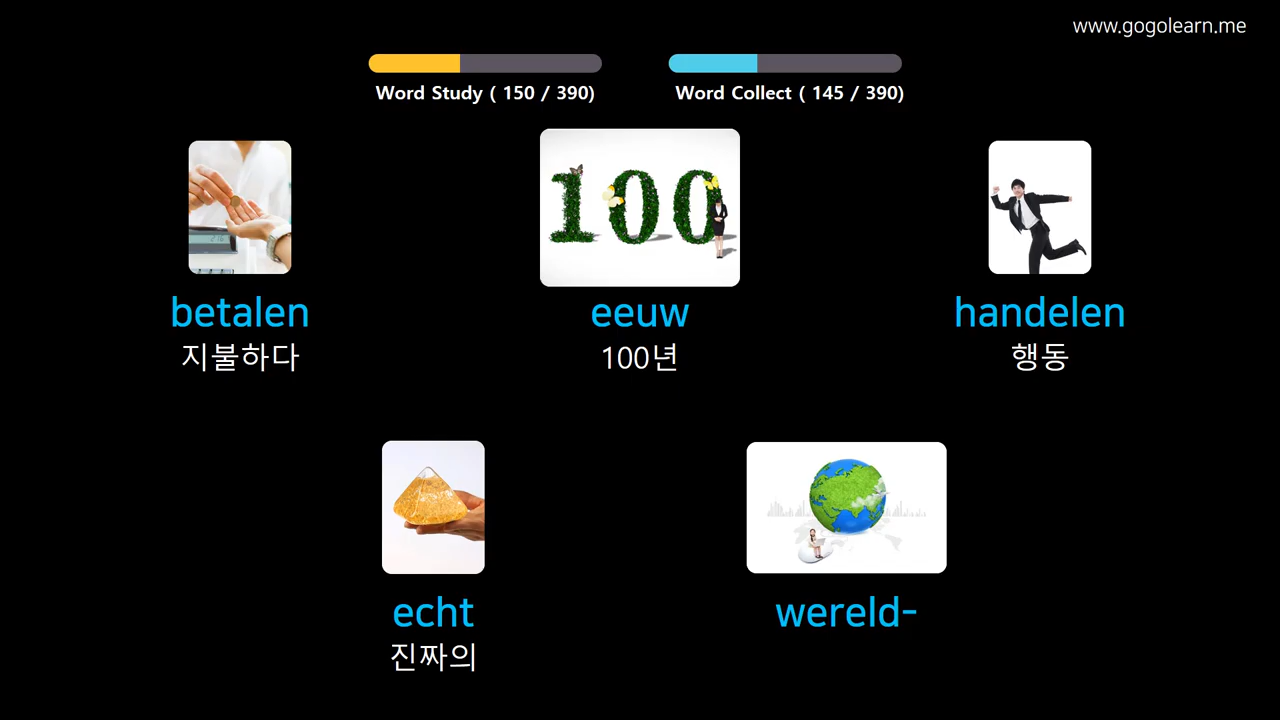 www.gogolearn.me
Word Study ( 150 / 390)
Word Collect ( 145 / 390)
100
betalen
지불하다
eeuw
100년
handelen
행동
echt
진짜의
wereld-